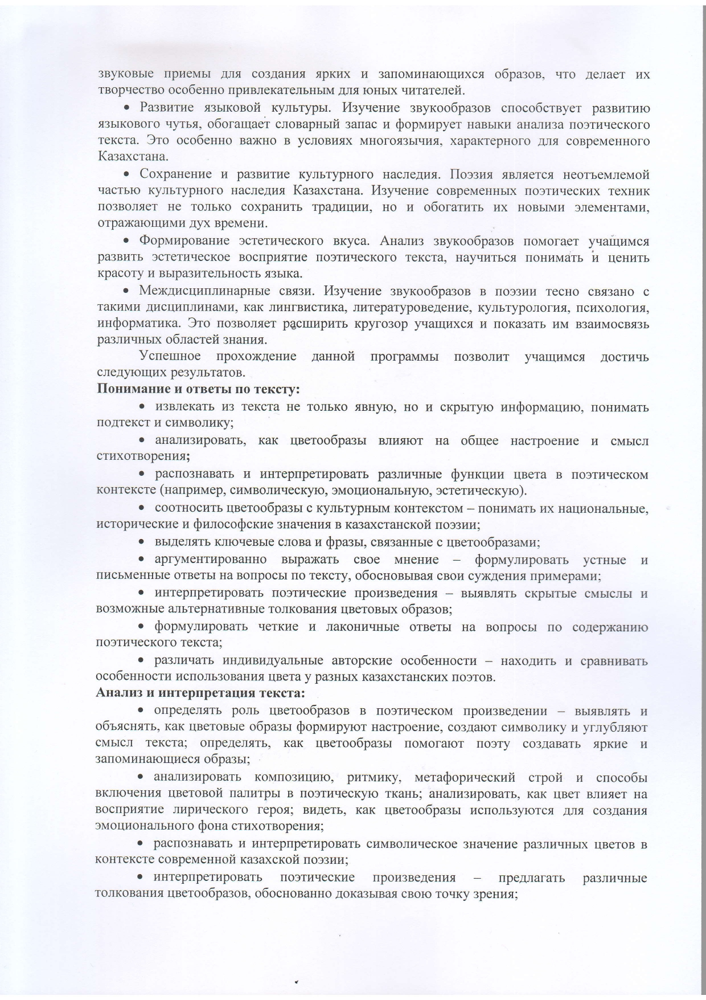 звуковые приемы для создания ярких и запоминающихся образов, что делает их
творчество особенно привлекательным для юных читателей.
• Развитие языковой культуры. Изучение звукообразов способствует развитию
языкового чутья, обогащает словарный запас и формирует навыки анализа поэтического
текста. Это особенно важно в условиях многоязычия, характерного для современного
Казахстана.
• Сохранение и развитие культурного наследия. Поэзия является неотъемлемой
частью культурного наследия Казахстана. Изучение современных поэтических техник
позволяет не только сохранить традиции, но и обогатить их новыми элементами,
отражающими дух времени.
• Формирование эстетического вкуса. Анализ звукообразов помогает учащимся
развить эстетическое восприятие поэтического текста, научиться понимать и ценить
красоту и выразительность языка.
• Междисциплинарные связи. Изучение звукообразов в поэзии тесно связано с
такими дисциплинами, как лингвистика, литературоведение, культурология, психология,
информатика. Это позволяет расширить кругозор учащихся и показать им взаимосвязь
различных областей знания.
Успешное прохождение данной программы позволит учащимся достичь
следующих результатов.
Понимание и ответы по тексту:
• извлекать из текста не только явную, но и скрытую информацию, понимать
подтекст и символику;
• анализировать, как цветообразы влияют на общее настроение и смысл
стихотворения;
• распознавать и интерпретировать различные функции цвета в поэтическом
контексте (например, символическую, эмоциональную, эстетическую).
• соотносить цветообразы с культурным контекстом – понимать их национальные,
исторические и философские значения в казахстанской поэзии;
• выделять ключевые слова и фразы, связанные с цветообразами;
• аргументированно выражать свое мнение – формулировать устные и
письменные ответы на вопросы по тексту, обосновывая свои суждения примерами;
• интерпретировать поэтические произведения – выявлять скрытые смыслы и
возможные альтернативные толкования цветовых образов;
• формулировать четкие и лаконичные ответы на вопросы по содержанию
поэтического текста;
• различать индивидуальные авторские особенности – находить и сравнивать
особенности использования цвета у разных казахстанских поэтов.
Анализ и интерпретация текста:
• определять роль цветообразов в поэтическом произведении – выявлять и
объяснять, как цветовые образы формируют настроение, создают символику и углубляют
смысл текста; определять, как цветообразы помогают поэту создавать яркие и
запоминающиеся образы;
• анализировать композицию, ритмику, метафорический строй и способы
включения цветовой палитры в поэтическую ткань; анализировать, как цвет влияет на
восприятие лирического героя; видеть, как цветообразы используются для создания
эмоционального фона стихотворения;
• распознавать и интерпретировать символическое значение различных цветов в
контексте современной казахской поэзии;
• интерпретировать поэтические произведения – предлагать различные
толкования цветообразов, обоснованно доказывая свою точку зрения;